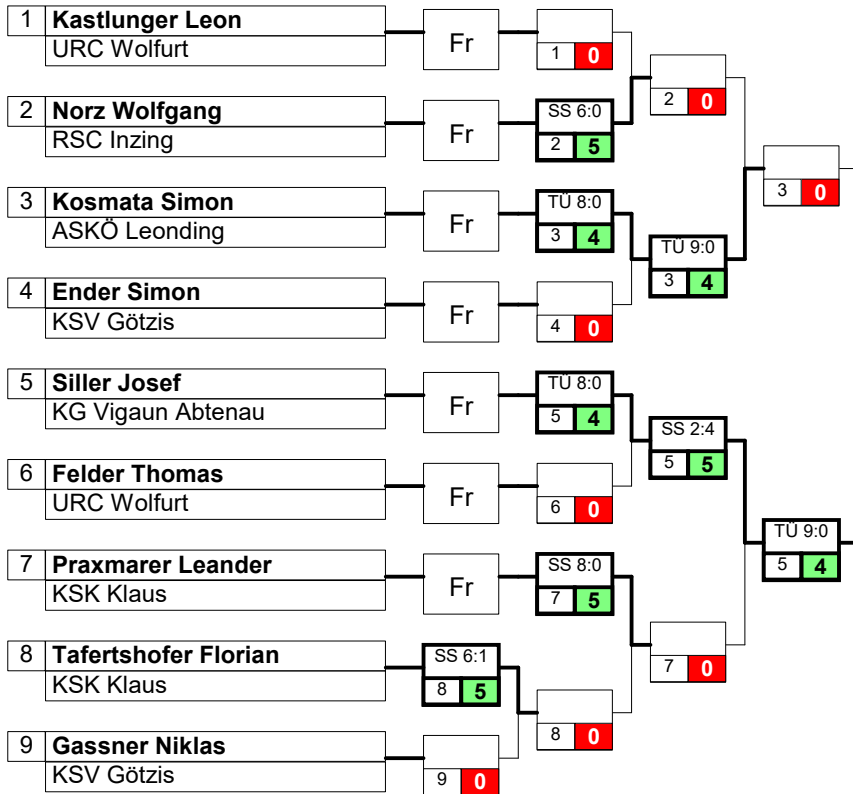 1 Kastlunger Leon
URC Wolfurt
Fr
1 0
2 0
2 Norz Wolfgang
RSC Inzing
Fr
SS 6:0
2 5
3 0
3 Kosmata Simon
ASKÖ Leonding
Fr
TÜ 8:0
3 4
TÜ 9:0
3 4
4 Ender Simon
KSV Götzis
Fr
4 0
5 Siller Josef
KG Vigaun Abtenau
Fr
TÜ 8:0
5 4
SS 2:4
5 5
6 Felder Thomas
URC Wolfurt
Fr
6 0
TÜ 9:0
5 4
7 Praxmarer Leander
KSK Klaus
Fr
SS 8:0
7 5
7 0
8 Tafertshofer Florian
KSK Klaus
SS 6:1
8 5
8 0
9 Gassner Niklas
KSV Götzis
9 0